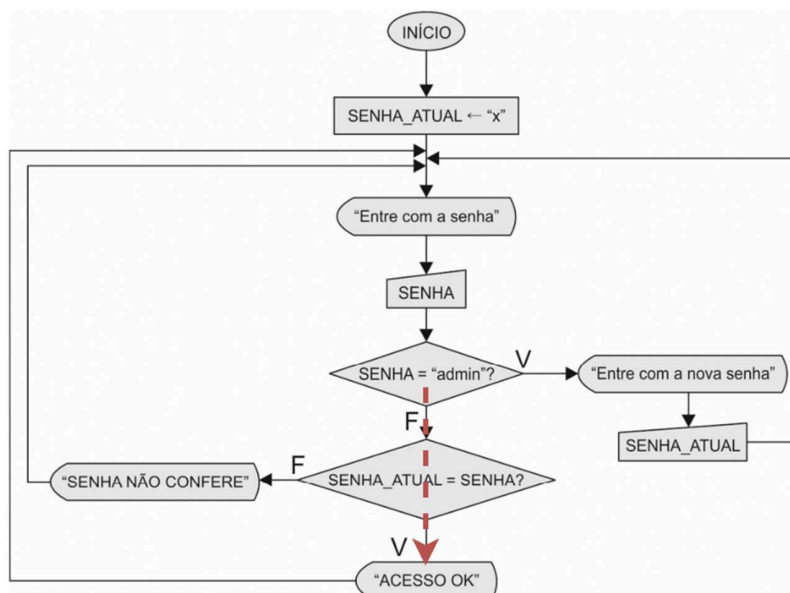 INÍCIO
SENHA_ATUAL ← “x”
“Entre com a senha”
SENHA
SENHA = “admin”?
V
“Entre com a nova senha”
F
SENHA_ATUAL
F
SENHA_ATUAL = SENHA?
“SENHA NÃO CONFERE”
V
“ACESSO OK”